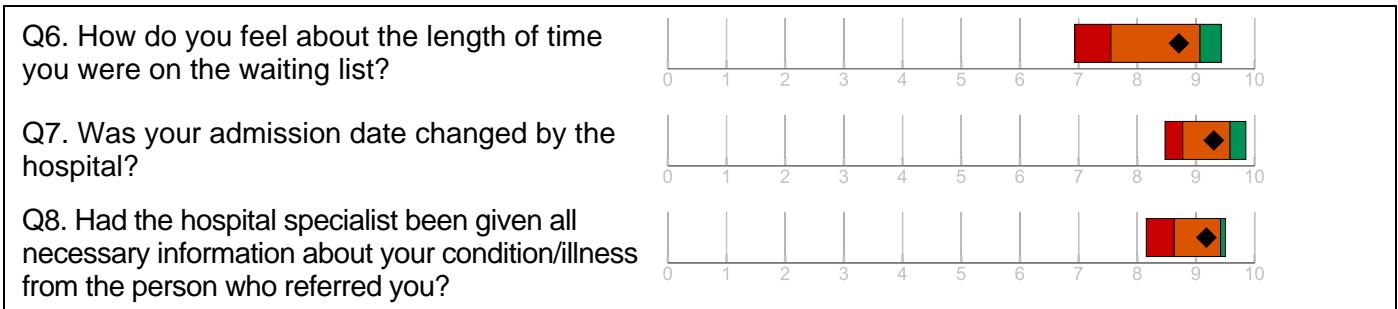 Q6. How do you feel about the length of time
you were on the waiting list?
0 1 2 3 4 5 6 7 8 9 10
Q7. Was your admission date changed by the
hospital?
0 1 2 3 4 5 6 7 8 9 10
Q8. Had the hospital specialist been given all
necessary information about your condition/illness
from the person who referred you?
0 1 2 3 4 5 6 7 8 9 10